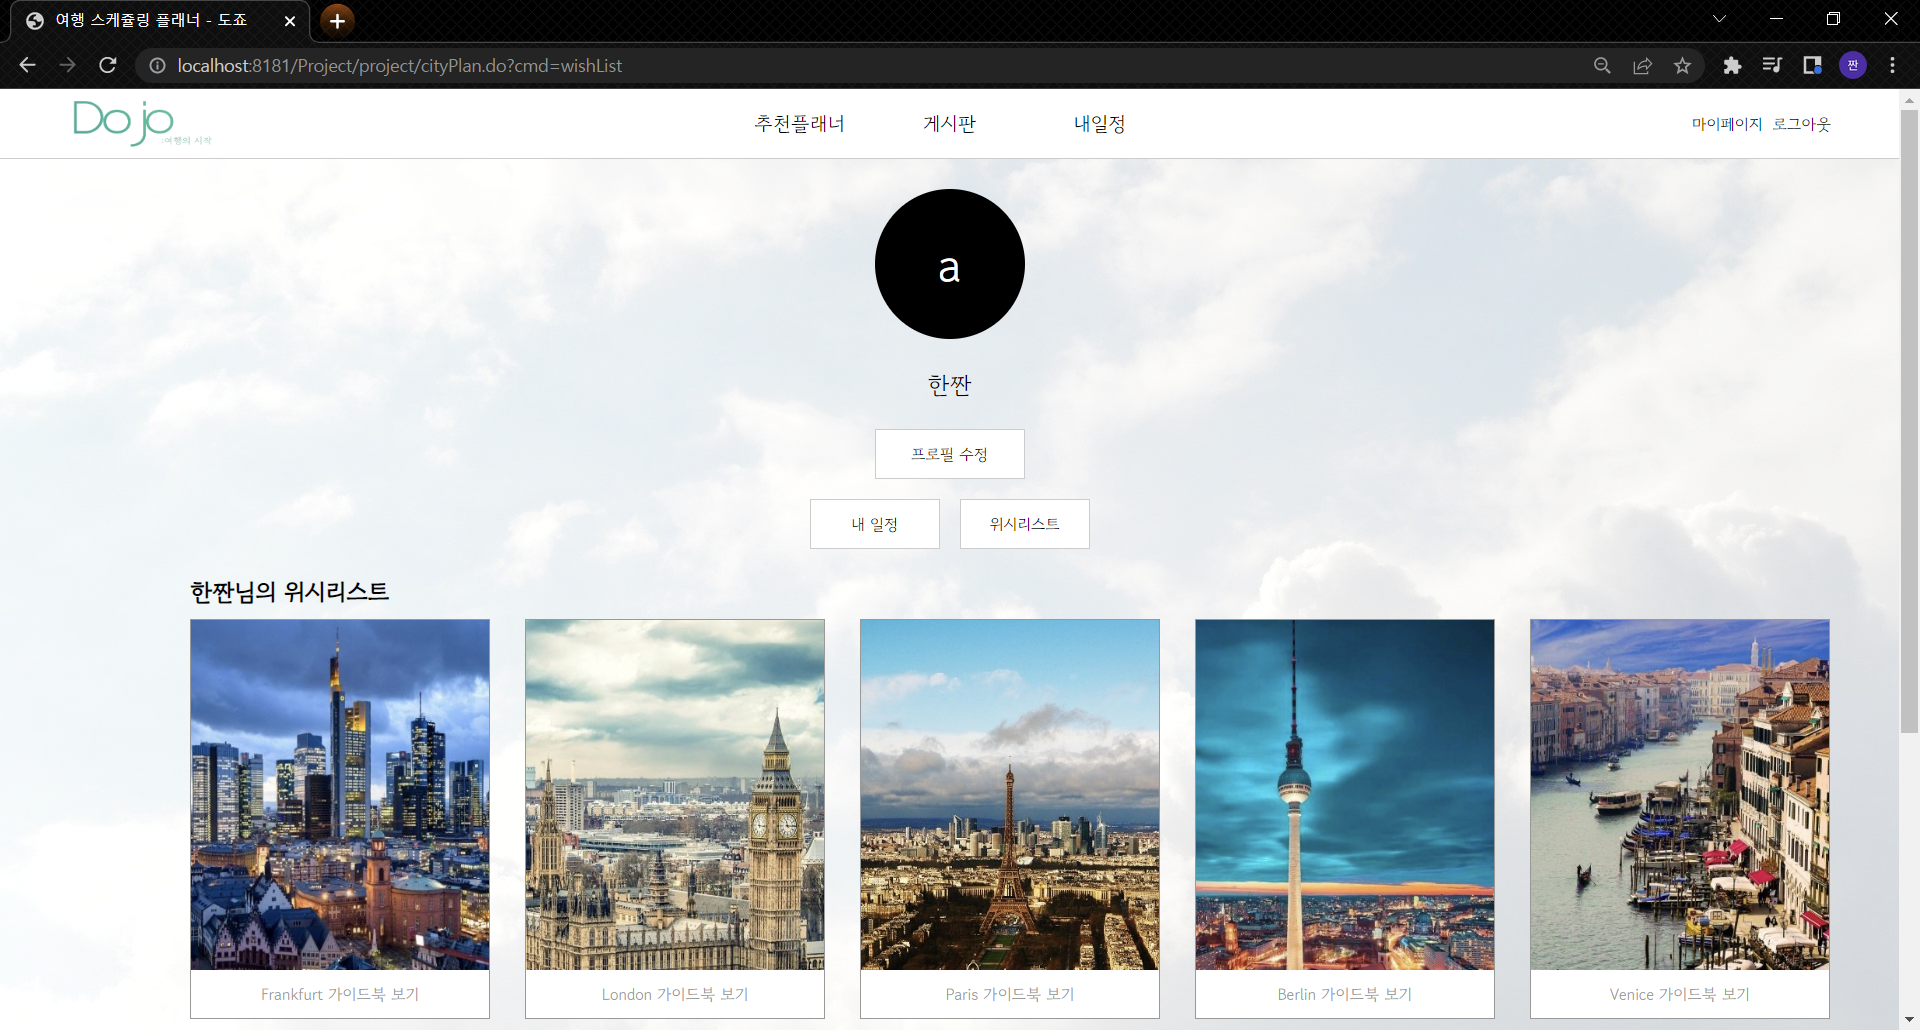 여행 스케쥴링 플래너 - 도죠
localhost:8181/Project/project/cityPlan.do?cmd=wishList
짠
Dojo
:여행의 시작
추천플래너 게시판 내일정
마이페이지 로그아웃
a
한짠
프로필 수정
내 일정 위시리스트
한짠님의 위시리스트
Frankfurt 가이드북 보기
London 가이드북 보기
Paris 가이드북 보기
Berlin 가이드북 보기
Venice 가이드북 보기